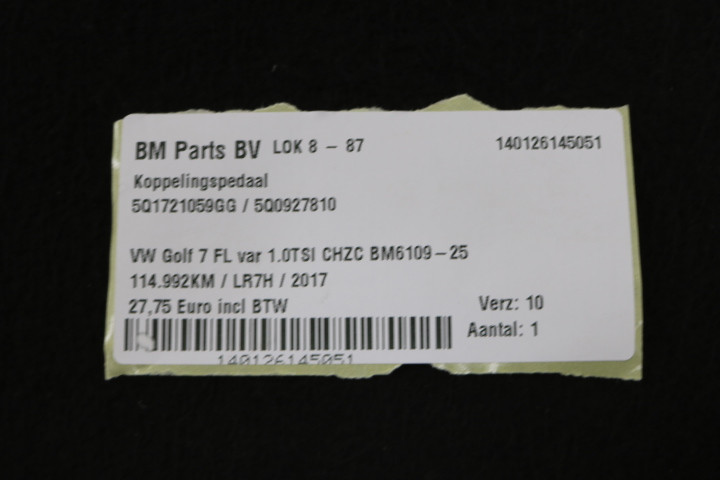 BM Parts BV LOK 8 - 87 140126145051
Koppelingspedaal
5Q1721059GG / 5Q0927810
VW Golf 7 FL var 1.0TSI CHZC BM6109-25
114.992KM / LR7H / 2017
27,75 Euro incl BTW Verz: 10
Aantal: 1
140126145051